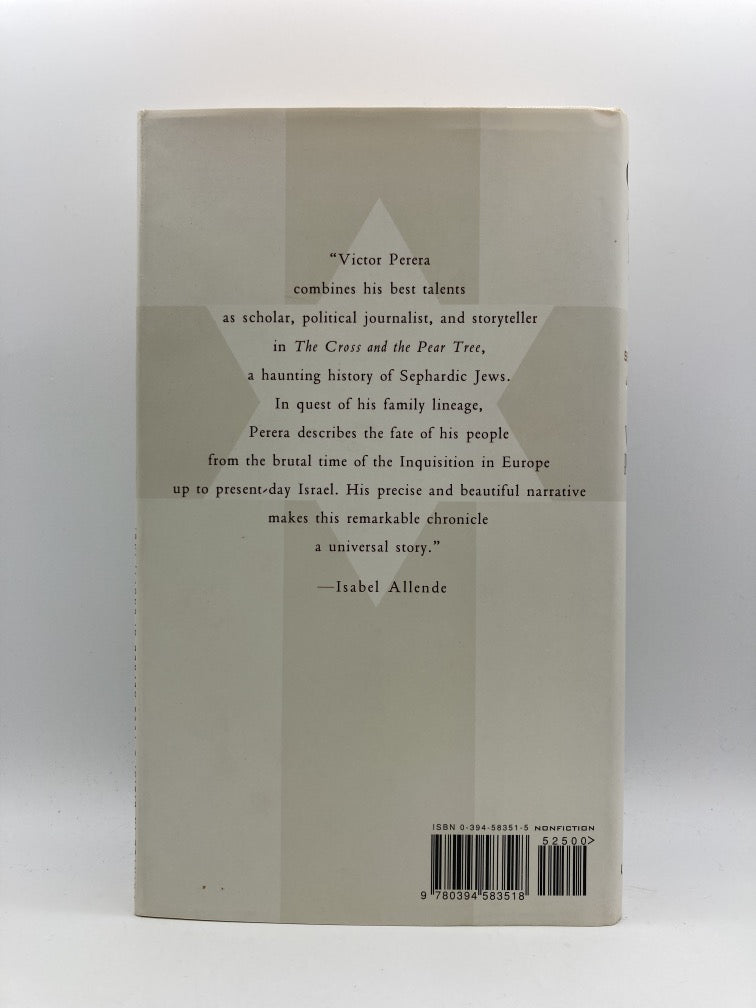 “Victor Perera
combines his best talents
as scholar, political journalist, and storyteller
in The Cross and the Pear Tree,
a haunting history of Sephardic Jews.
In quest of his family lineage,
Perera describes the fate of his people
from the brutal time of the Inquisition in Europe
up to present-day Israel. His precise and beautiful narrative
makes this remarkable chronicle
a universal story.”
—Isabel Allende
ISBN 0-394-58351-5 NONFICTION
52500>
9 780394 583518